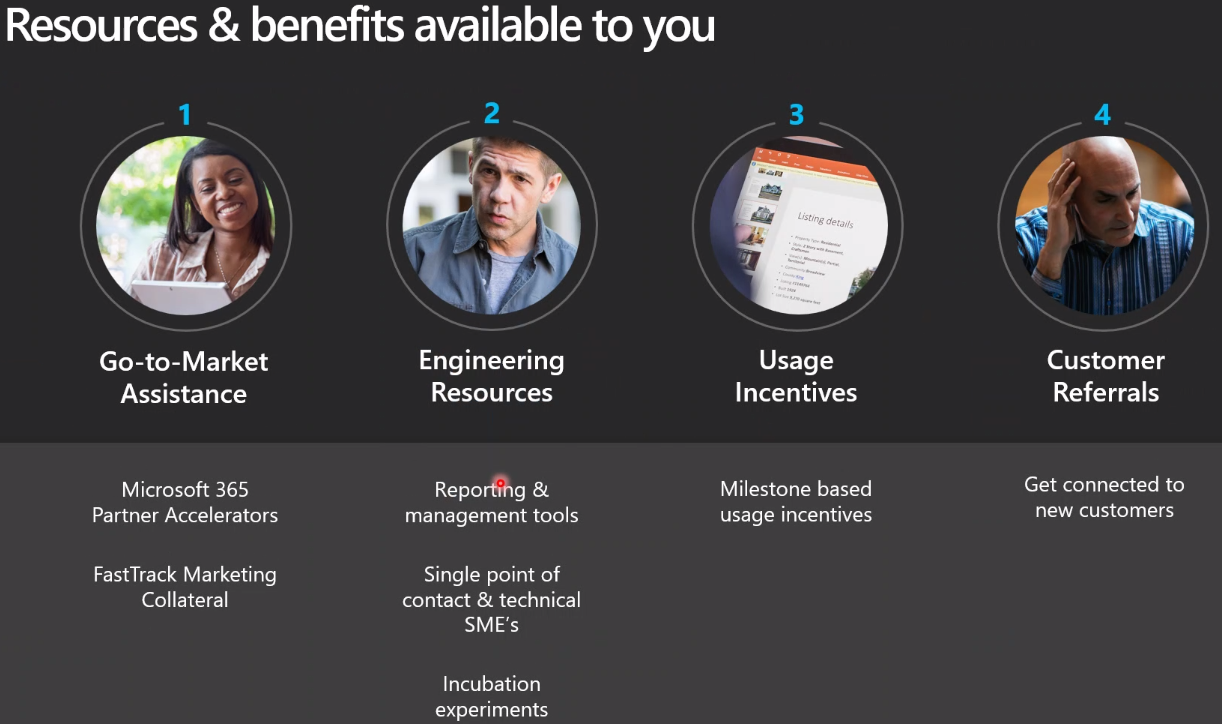 Resources & benefits available to you
1
Go-to-Market
Assistance
Microsoft 365
Partner Accelerators
FastTrack Marketing
Collateral
2
Engineering
Resources
Reporting &
management tools
Single point of
contact & technical
SME's
Incubation
experiments
3
Listing details
Usage
Incentives
Milestone based
usage incentives
4
Customer
Referrals
Get connected to
new customers